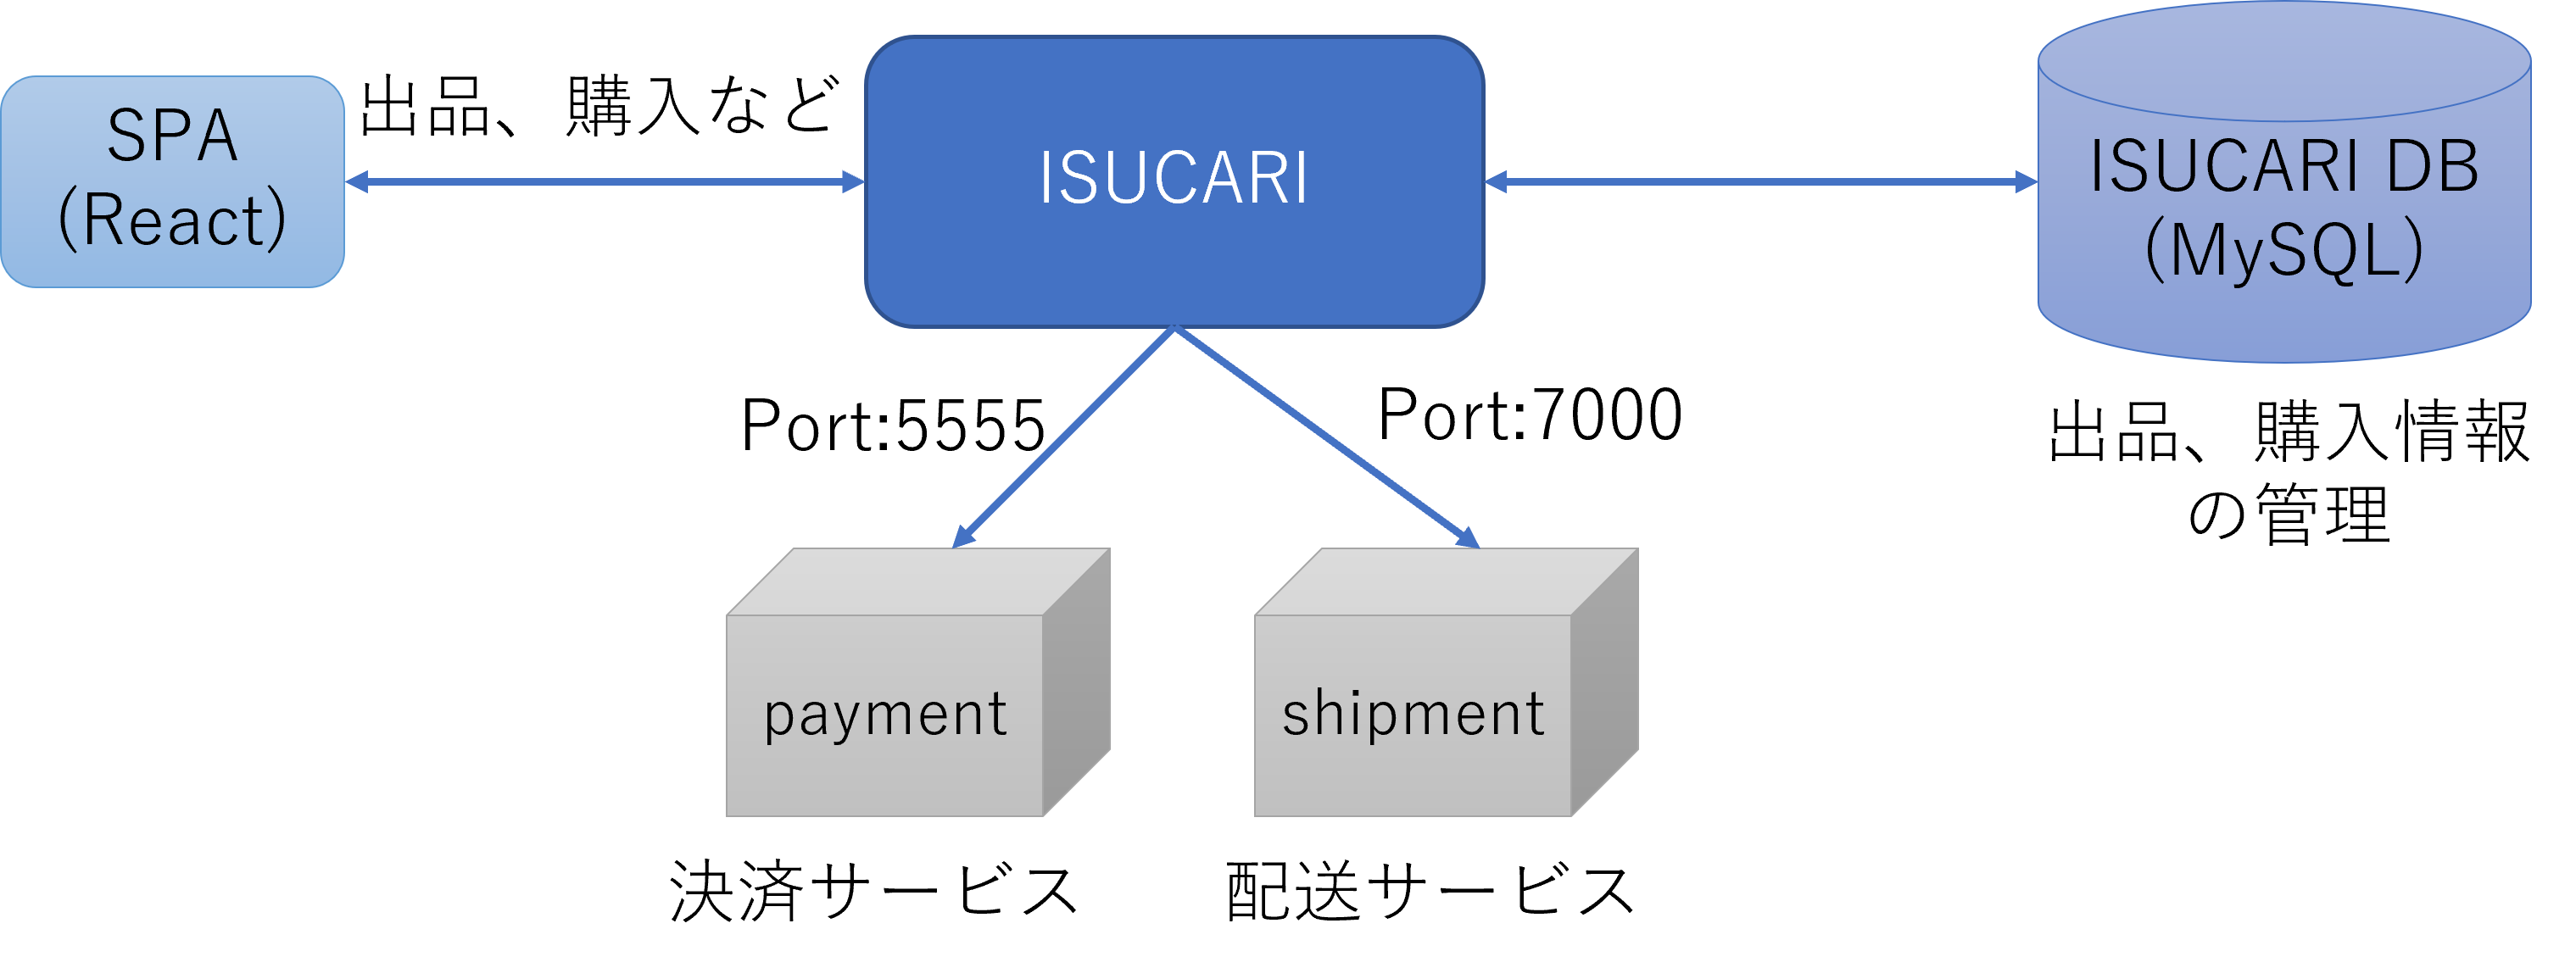 SPA
(React)
出品、購入など
ISUCARI
ISUCARI DB
(MySQL)
出品、購入情報
の管理
Port:5555
Port:7000
payment
shipment
決済サービス
配送サービス